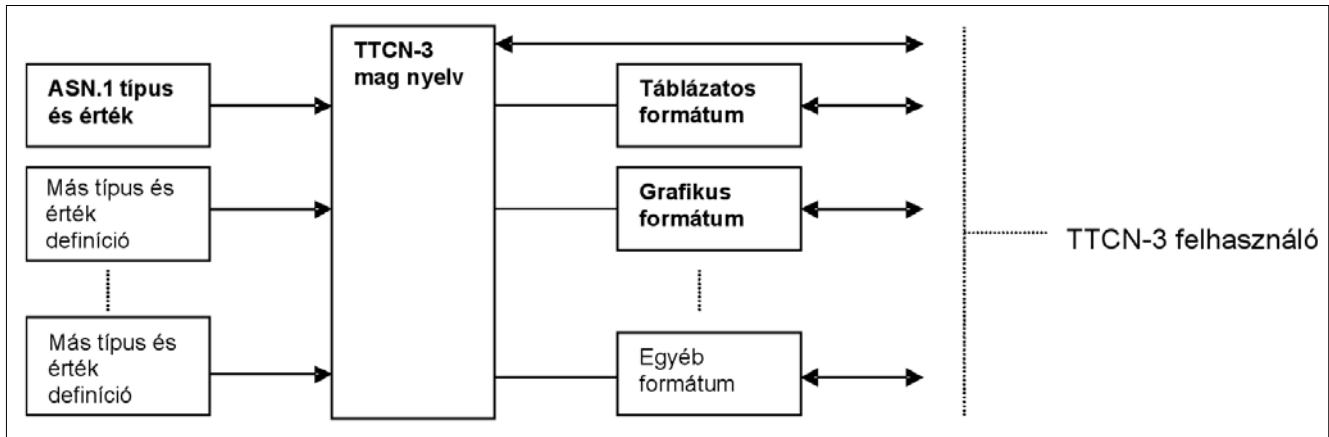 ASN.1 típus
és érték
Más típus és
érték
definíció
Más típus és
érték
definíció
TTCN-3
mag nyelv
Táblázatos
formátum
Grafikus
formátum
Egyéb
formátum
TTCN-3 felhasználó